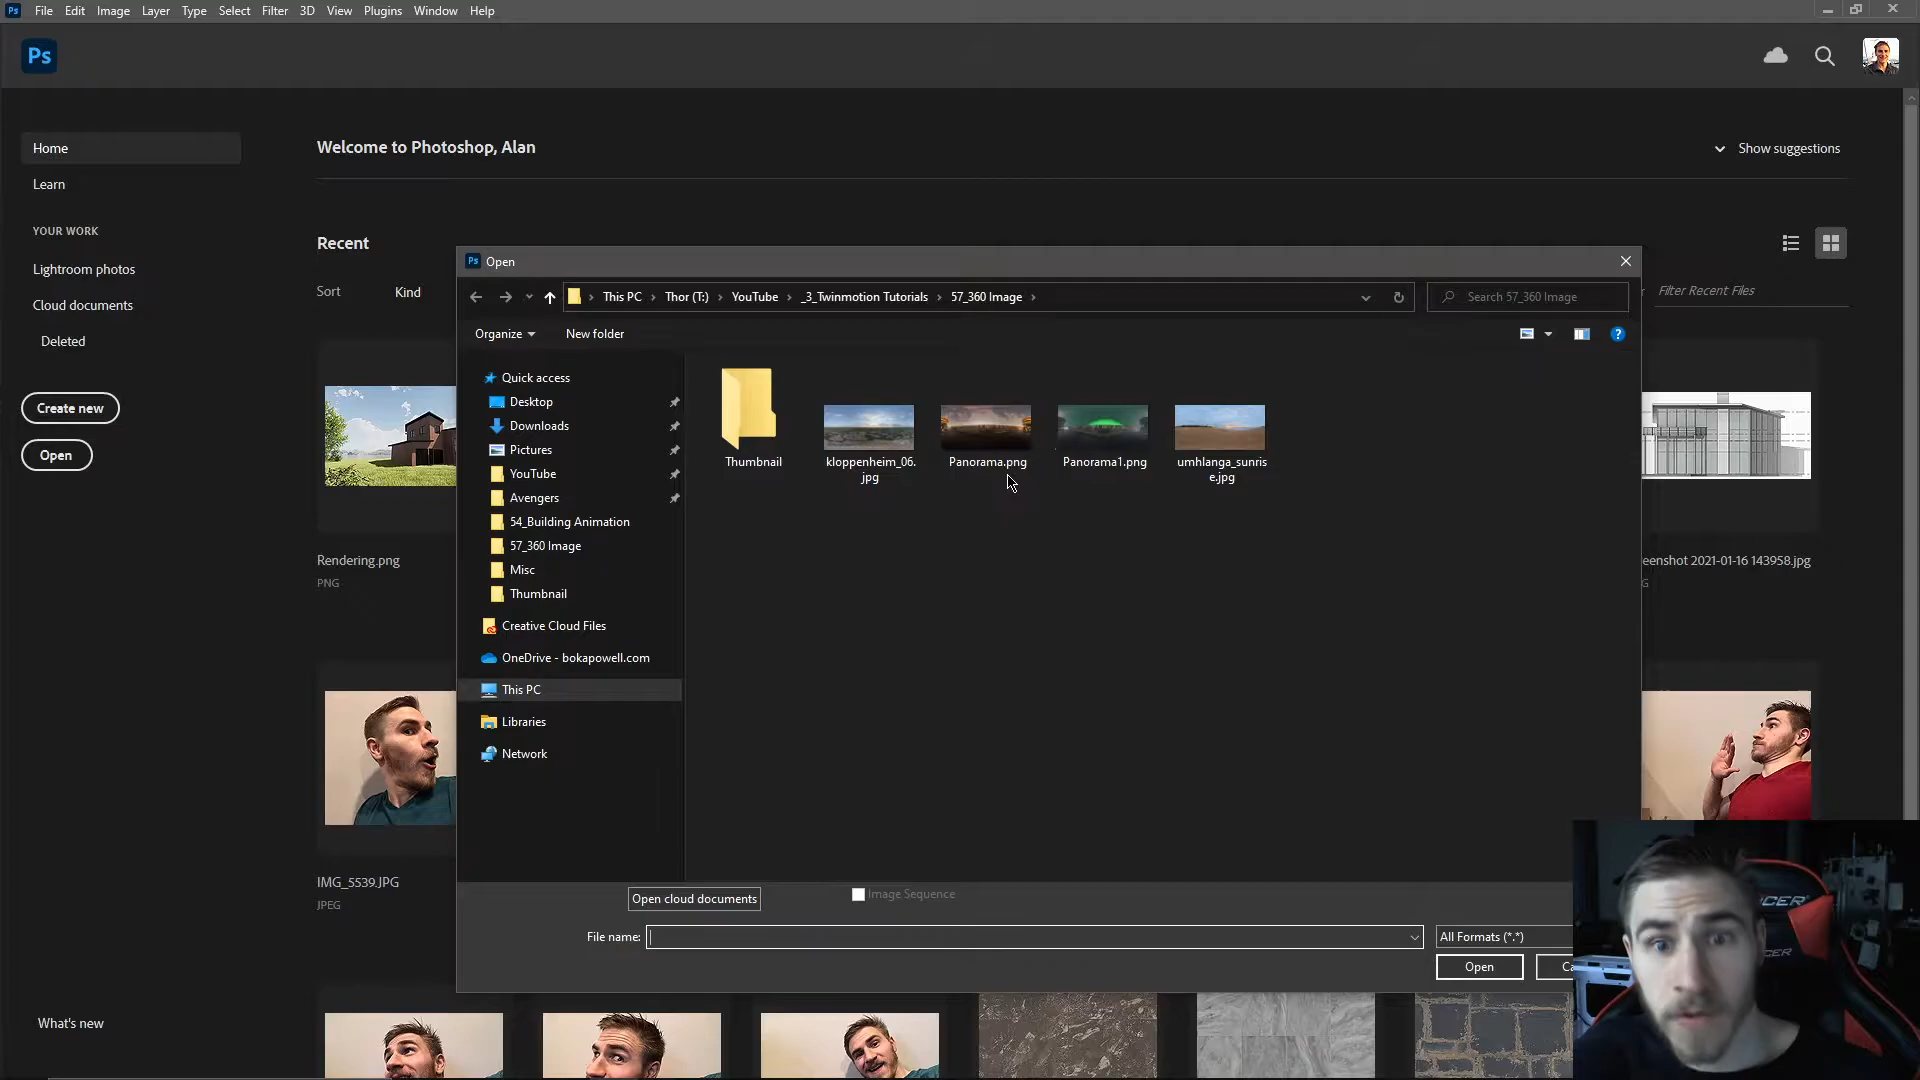 Ps File Edit Image Layer Type Select Filter 3D View Plugins Window Help
Ps
Home
Learn
YOUR WORK
Lightroom photos
Cloud documents
Deleted
Create new
Open
What's new
Welcome to Photoshop, Alan
Show suggestions
Recent
Sort
Kind
Filter Recent Files
Rendering.png
PNG
eenshot 2021-01-16 143958.jpg
IMG_5539.JPG
JPEG
Ps Open
This PC > Thor (T:) > YouTube > _3_Twinmotion Tutorials > 57_360 Image >
Search 57_360 Image
Organize
New folder
?
Quick access
Desktop
Downloads
Pictures
YouTube
Avengers
54_Building Animation
57_360 Image
Misc
Thumbnail
Creative Cloud Files
OneDrive - bokapowell.com
This PC
Libraries
Network
Thumbnail
kloppenheim_06.
jpg
Panorama.png
Panorama1.png
umhlanga_sunris
e.jpg
Open cloud documents
Image Sequence
File name:
All Formats (*.*)
Open
Ca